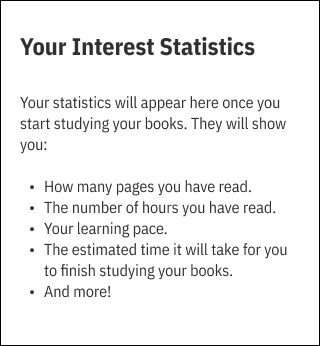 Your Interest Statistics
Your statistics will appear here once you
start studying your books. They will show
you:
• How many pages you have read.
• The number of hours you have read.
• Your learning pace.
• The estimated time it will take for you
to finish studying your books.
• And more!